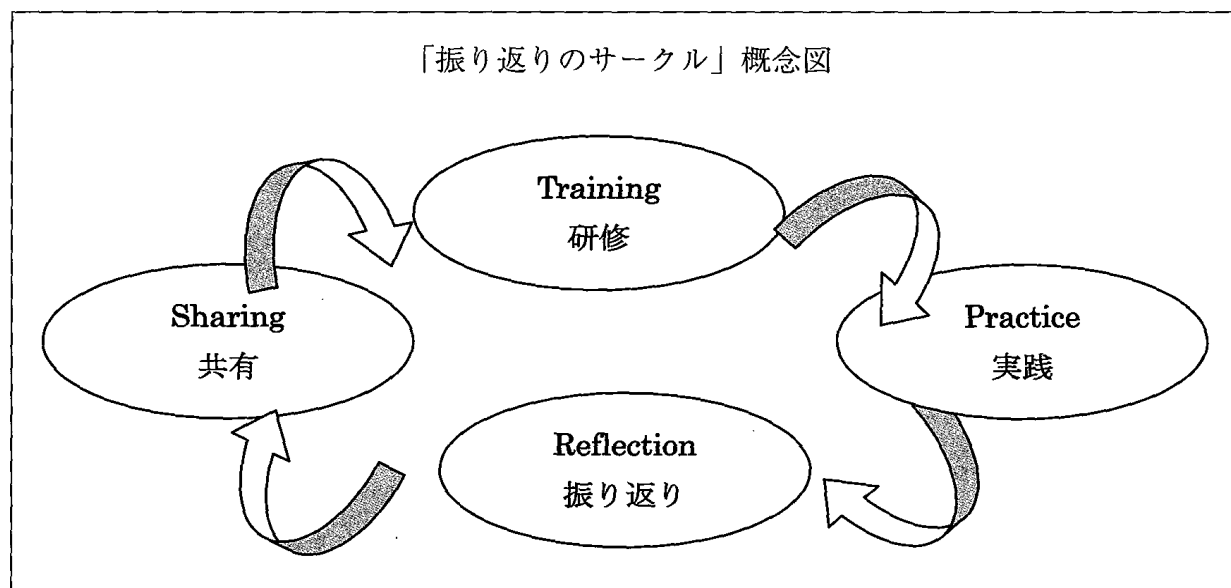 「振り返りのサークル」概念図
Training
研修
Sharing
共有
Practice
実践
Reflection
振り返り